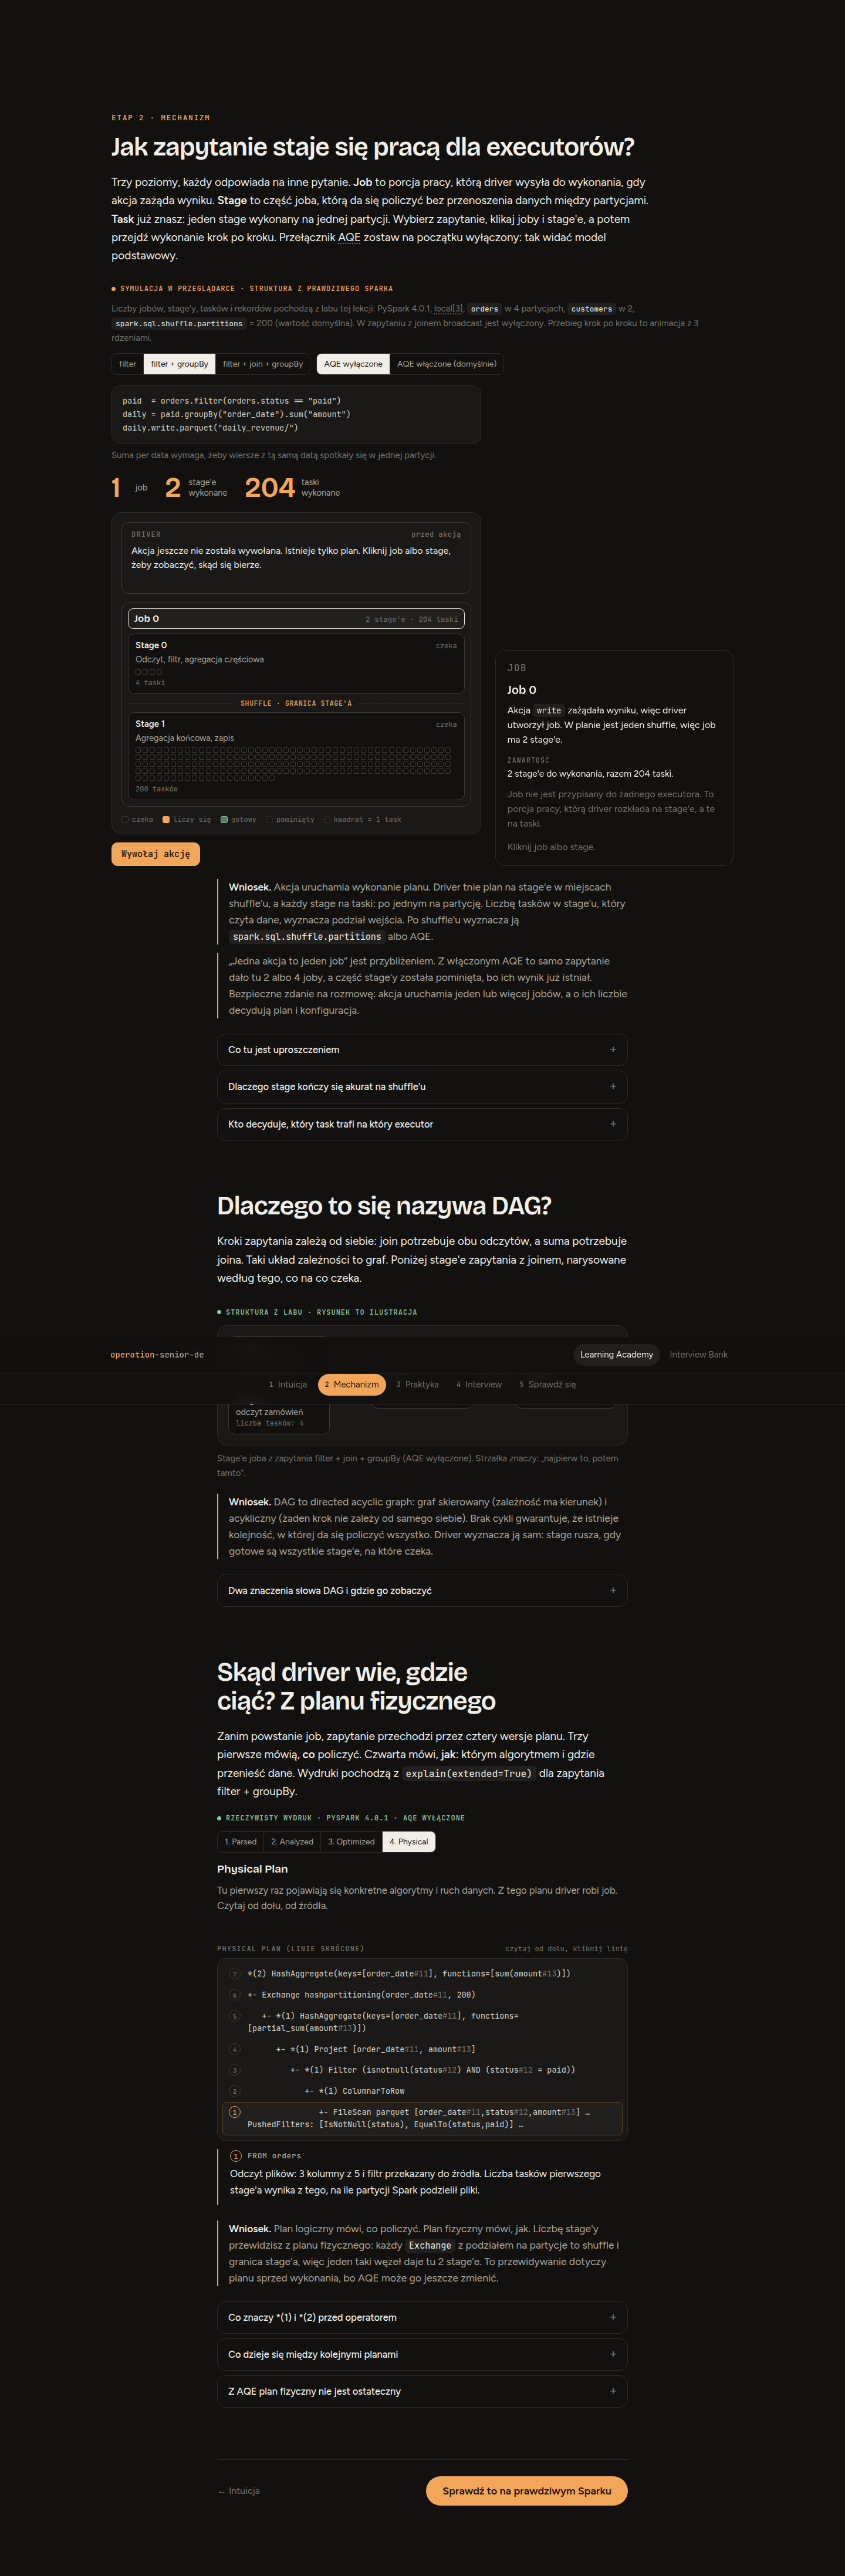 ETAP 2 · MECHANIZM
Jak zapytanie staje się pracą dla executorów?
Trzy poziomy, każdy odpowiada na inne pytanie. Job to porcja pracy, którą driver wysyła do wykonania, gdy
akcja zażąda wyniku. Stage to część joba, którą da się policzyć bez przenoszenia danych między partycjami.
Task już znasz: jeden stage wykonany na jednej partycji. Wybierz zapytanie, klikaj joby i stage'e, a potem
przejdź wykonanie krok po kroku. Przełącznik AQE zostaw na początku wyłączony: tak widać model
podstawowy.
SYMULACJA W PRZEGLĄDARCE · STRUKTURA Z PRAWDZIWEGO SPARKA
Liczby jobów, stage'y, tasków i rekordów pochodzą z labu tej lekcji: PySpark 4.0.1, local[3], orders w 4 partycjach, customers w 2,
spark.sql.shuffle.partitions = 200 (wartość domyślna). W zapytaniu z joinem broadcast jest wyłączony. Przebieg krok po kroku to animacja z 3
rdzeniami.
filter filter + groupBy filter + join + groupBy AQE wyłączone AQE włączone (domyślnie)
paid = orders.filter(orders.status == "paid")
daily = paid.groupBy("order_date").sum("amount")
daily.write.parquet("daily_revenue/")
Suma per data wymaga, żeby wiersze z tą samą datą spotkały się w jednej partycji.
1 job 2 stage'e wykonane 204 taski wykonane
DRIVER przed akcją
Akcja jeszcze nie została wywołana. Istnieje tylko plan. Kliknij job albo stage,
żeby zobaczyć, skąd się bierze.
Job 0 2 stage'e · 204 taski
Stage 0 czeka
Odczyt, filtr, agregacja częściowa
4 taski
SHUFFLE · GRANICA STAGE'A
Stage 1 czeka
Agregacja końcowa, zapis
200 tasków
czeka liczy się gotowy pominięty kwadrat = 1 task
Wywołaj akcję
JOB
Job 0
Akcja write zażądała wyniku, więc driver
utworzył job. W planie jest jeden shuffle, więc job
ma 2 stage'e.
ZAWARTOŚĆ
2 stage'e do wykonania, razem 204 taski.
Job nie jest przypisany do żadnego executora. To
porcja pracy, którą driver rozkłada na stage'e, a te
na taski.
Kliknij job albo stage.
Wniosek. Akcja uruchamia wykonanie planu. Driver tnie plan na stage'e w miejscach
shuffle'u, a każdy stage na taski: po jednym na partycję. Liczbę tasków w stage'u, który
czyta dane, wyznacza podział wejścia. Po shuffle'u wyznacza ją
spark.sql.shuffle.partitions albo AQE.
„Jedna akcja to jeden job” jest przybliżeniem. Z włączonym AQE to samo zapytanie
dało tu 2 albo 4 joby, a część stage'y została pominięta, bo ich wynik już istniał.
Bezpieczne zdanie na rozmowę: akcja uruchamia jeden lub więcej jobów, a o ich liczbie
decydują plan i konfiguracja.
Co tu jest uproszczeniem +
Dlaczego stage kończy się akurat na shuffle'u +
Kto decyduje, który task trafi na który executor +
Dlaczego to się nazywa DAG?
Kroki zapytania zależą od siebie: join potrzebuje obu odczytów, a suma potrzebuje
joina. Taki układ zależności to graf. Poniżej stage'e zapytania z joinem, narysowane
według tego, co na co czeka.
STRUKTURA Z LABU · RYSUNEK TO ILUSTRACJA
operation-senior-de Learning Academy Interview Bank
1 Intuicja 2 Mechanizm 3 Praktyka 4 Interview 5 Sprawdź się
odczyt zamówień
liczba tasków: 4
Stage'e joba z zapytania filter + join + groupBy (AQE wyłączone). Strzałka znaczy: „najpierw to, potem
tamto”.
Wniosek. DAG to directed acyclic graph: graf skierowany (zależność ma kierunek) i
acykliczny (żaden krok nie zależy od samego siebie). Brak cykli gwarantuje, że istnieje
kolejność, w której da się policzyć wszystko. Driver wyznacza ją sam: stage rusza, gdy
gotowe są wszystkie stage'e, na które czeka.
Dwa znaczenia słowa DAG i gdzie go zobaczyć +
Skąd driver wie, gdzie
ciąć? Z planu fizycznego
Zanim powstanie job, zapytanie przechodzi przez cztery wersje planu. Trzy
pierwsze mówią, co policzyć. Czwarta mówi, jak: którym algorytmem i gdzie
przenieść dane. Wydruki pochodzą z explain(extended=True) dla zapytania
filter + groupBy.
RZECZYWISTY WYDRUK · PYSPARK 4.0.1 · AQE WYŁĄCZONE
1. Parsed 2. Analyzed 3. Optimized 4. Physical
Physical Plan
Tu pierwszy raz pojawiają się konkretne algorytmy i ruch danych. Z tego planu driver robi job.
Czytaj od dołu, od źródła.
PHYSICAL PLAN (LINIE SKRÓCONE) czytaj od dołu, kliknij linię
7 *(2) HashAggregate(keys=[order_date#11], functions=[sum(amount#13)])
6 +- Exchange hashpartitioning(order_date#11, 200)
5 +- *(1) HashAggregate(keys=[order_date#11], functions=
[partial_sum(amount#13)])
4 +- *(1) Project [order_date#11, amount#13]
3 +- *(1) Filter (isnotnull(status#12) AND (status#12 = paid))
2 +- *(1) ColumnarToRow
1 +- FileScan parquet [order_date#11,status#12,amount#13] …
PushedFilters: [IsNotNull(status), EqualTo(status,paid)] …
1 FROM orders
Odczyt plików: 3 kolumny z 5 i filtr przekazany do źródła. Liczba tasków pierwszego
stage'a wynika z tego, na ile partycji Spark podzielił pliki.
Wniosek. Plan logiczny mówi, co policzyć. Plan fizyczny mówi, jak. Liczbę stage'y
przewidzisz z planu fizycznego: każdy Exchange z podziałem na partycje to shuffle i
granica stage'a, więc jeden taki węzeł daje tu 2 stage'e. To przewidywanie dotyczy
planu sprzed wykonania, bo AQE może go jeszcze zmienić.
Co znaczy *(1) i *(2) przed operatorem +
Co dzieje się między kolejnymi planami +
Z AQE plan fizyczny nie jest ostateczny +
← Intuicja Sprawdź to na prawdziwym Sparku